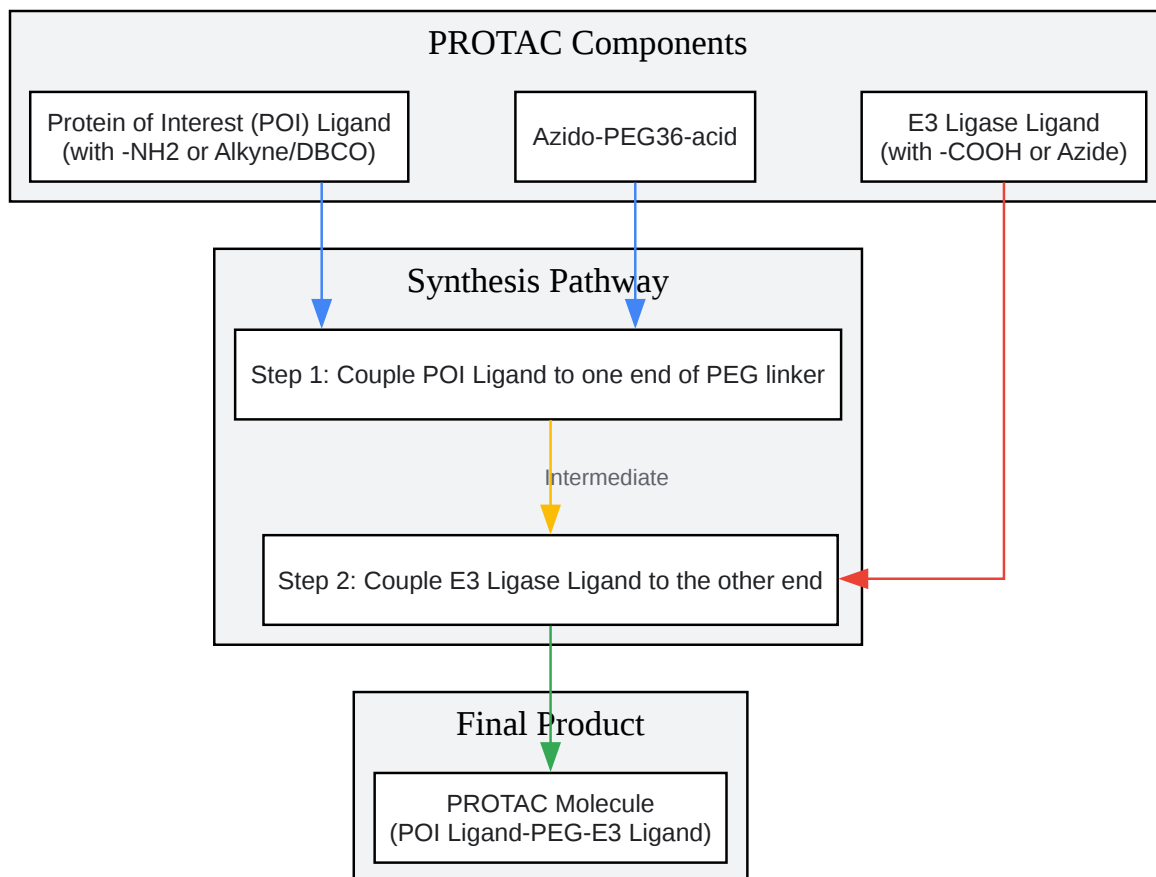 PROTAC Components
Protein of Interest (POI) Ligand
(with -NH2 or Alkyne/DBCO)
Azido-PEG36-acid
E3 Ligase Ligand
(with -COOH or Azide)
Synthesis Pathway
Step 1: Couple POI Ligand to one end of PEG linker
Intermediate
Step 2: Couple E3 Ligase Ligand to the other end
Final Product
PROTAC Molecule
(POI Ligand-PEG-E3 Ligand)